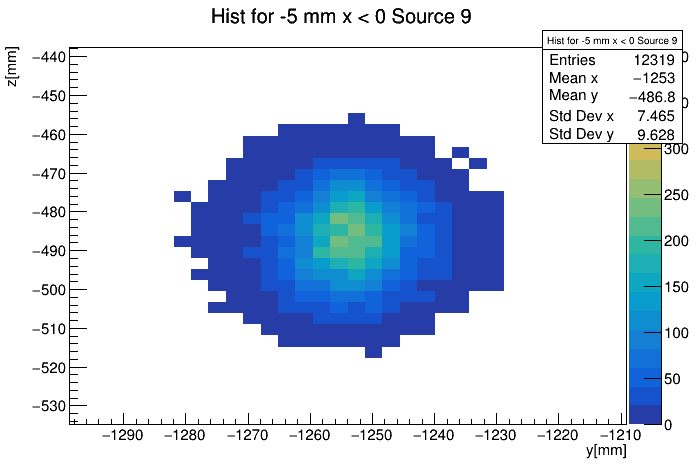 Hist for -5 mm x < 0 Source 9
Hist for -5 mm x < 0 Source 9
Entries 12319
Mean x −1253
Mean y −486.8
Std Dev x 7.465
Std Dev y 9.628
z[mm]
−440
−450
−460
−470
−480
−490
−500
−510
−520
−530
−1290 −1280 −1270 −1260 −1250 −1240 −1230 −1220 −1210
y[mm]
300
250
200
150
100
50
0